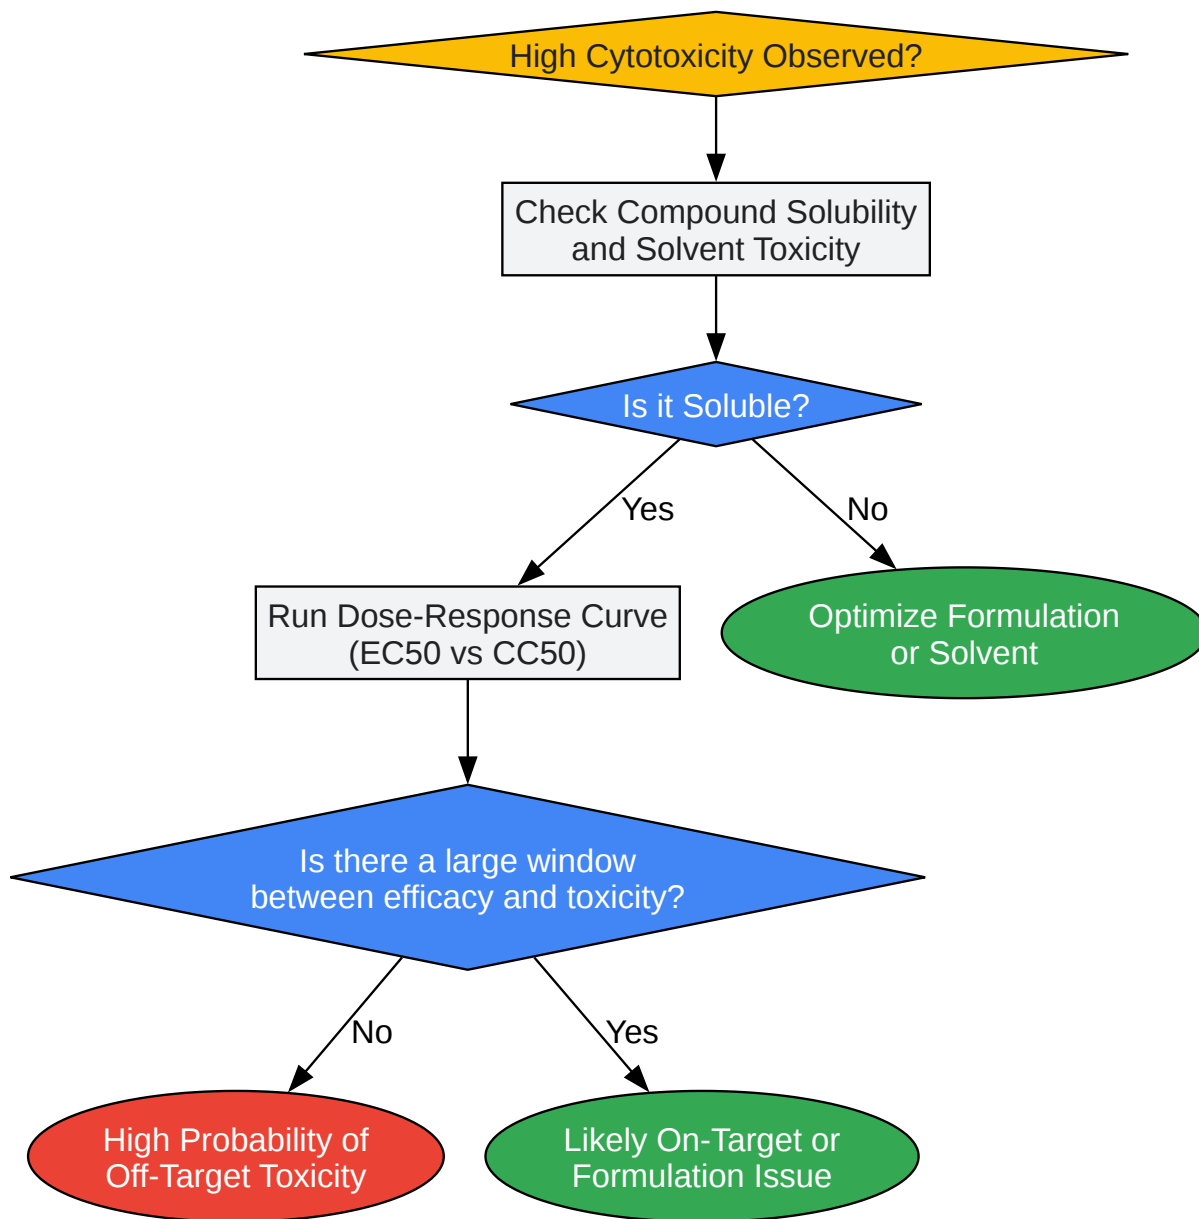 High Cytotoxicity Observed?
Check Compound Solubility
and Solvent Toxicity
Is it Soluble?
Yes
No
Run Dose-Response Curve
(EC50 vs CC50)
Optimize Formulation
or Solvent
Is there a large window
between efficacy and toxicity?
No
Yes
High Probability of
Off-Target Toxicity
Likely On-Target or
Formulation Issue